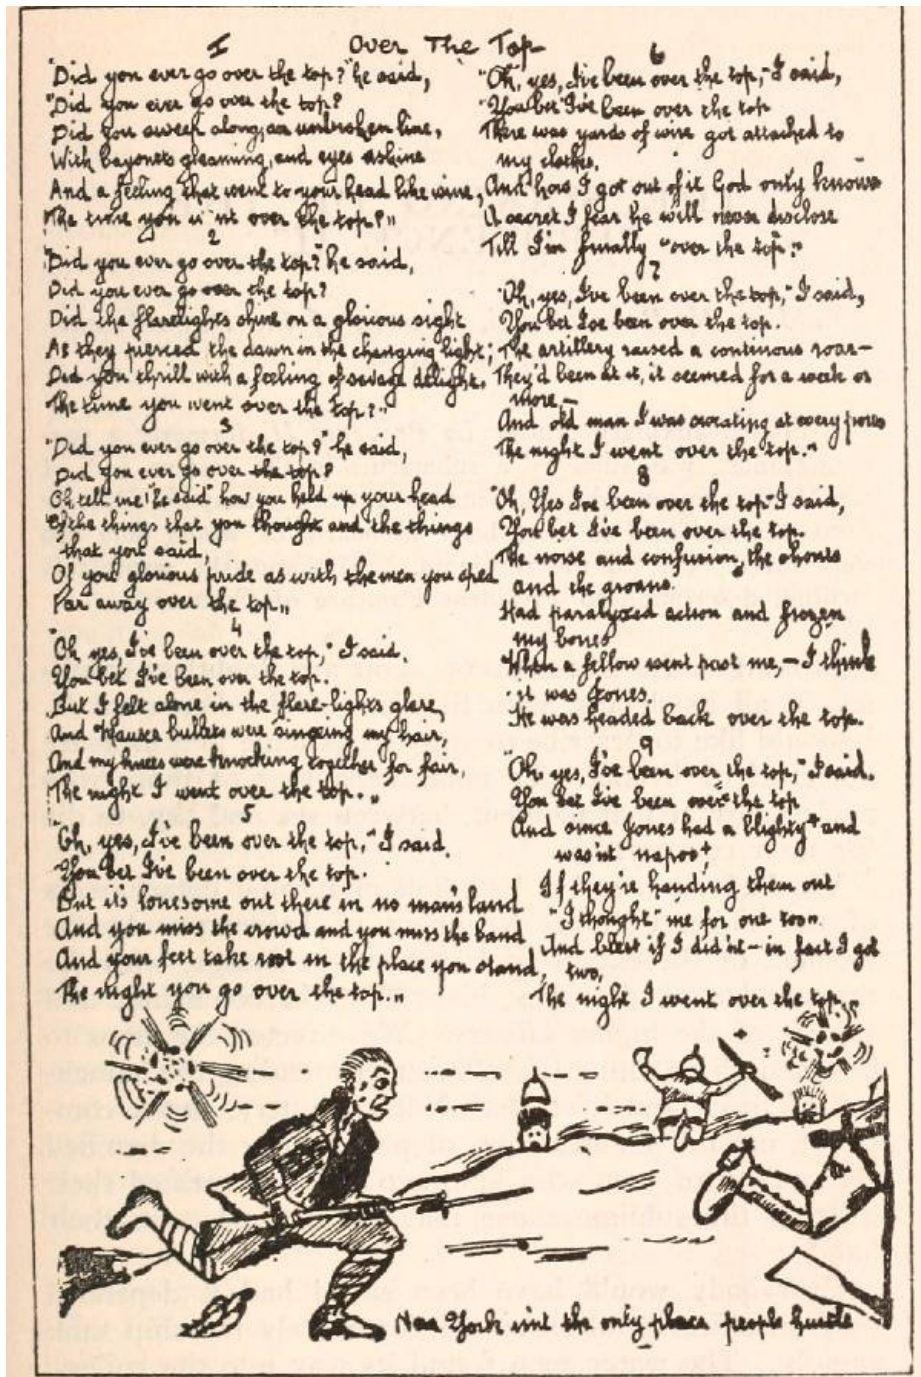 Over The Top
1
"Did you ever go over the top?" he said,
"Did you ever go over the top?
Did you sweep along, an unbroken line,
With bayonets gleaming, and eyes ashine
And a feeling that went to your head like wine,
The time you w nt over the top?"
2
"Did you ever go over the top?" he said,
Did you ever go over the top?
Did the flarelights shine on a glorious sight
As they pierced the dawn in the changing light;
Did you thrill with a feeling of savage delight,
The time you went over the top?"
3
"Did you ever go over the top?" he said,
Did you ever go over the top?
Oh, tell me "he said" how you held up your head
Of the things that you thought and the things
that you said,
Of your glorious pride as with the men you sped
Far away over the top"
4
"Oh yes, I've been over the top," I said.
You bet I've been over the top.
But I felt alone in the flare-lights glare,
And Mauser bullets were singeing my hair,
And my knees were knocking together for fair,
The night I went over the top."
5
"Oh, yes, I've been over the top," I said.
You bet I've been over the top.
But it's lonesome out there in no man's land
And you miss the crowd and you miss the band
And your feet take root in the place you stand,
The night you go over the top."
6
"Oh, yes, I've been over the top," I said,
"You bet I've been over the top
There was yards of wire got attached to
my clothes,
And how I got out of it God only knows
A secret I fear he will never disclose
Till I'm finally "over the top."
7
"Oh, yes, I've been over the top," I said,
You bet I've been over the top.
The artillery raised a continous roar—
They'd been at it, it seemed for a week or
more,—
And old man I was sweating at every pore
The night I went over the top."
8
"Oh, Yes I've been over the top" I said,
You bet I've been over the top.
The noise and confusion, the shouts
and the groans.
Had paralyzed action and frozen
my bones
When a fellow went past me,— I think
it was Jones.
He was headed back over the top.
9
"Oh, yes, I've been over the top," I said.
You bet I've been over the top
And since Jones had a blighty* and
was'nt napoo†,
If they're handing them out
"I thought" me for one too".
And blest if I did'nt — in fact I got
two,
The night I went over the top."
New York isn't the only place people hustle